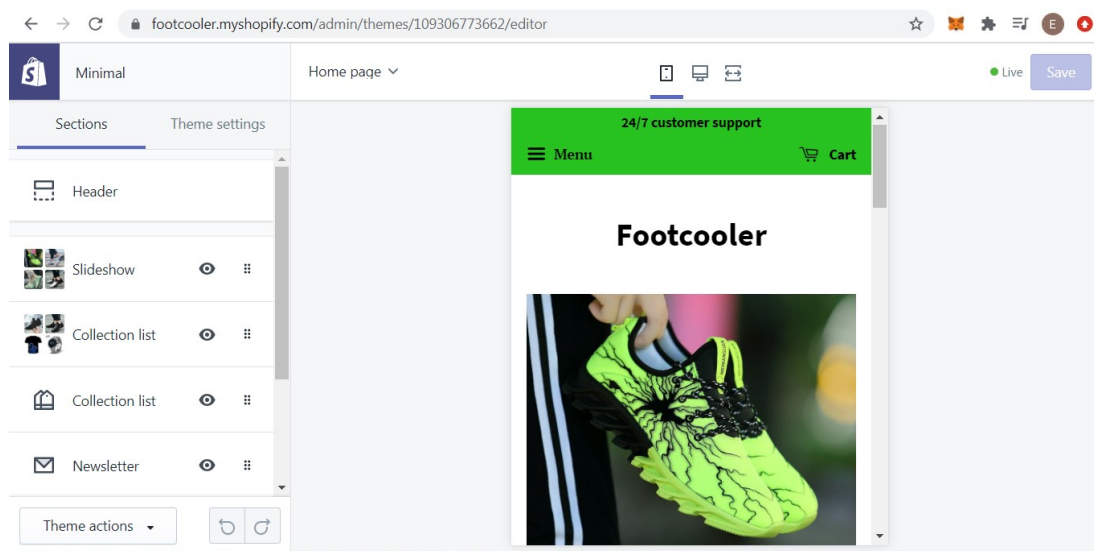 footcooler.myshopify.com/admin/themes/109306773662/editor
E
Minimal
Home page
Live
Save
Sections
Theme settings
Header
Slideshow
Collection list
Collection list
Newsletter
Theme actions
24/7 customer support
Menu
Cart
Footcooler